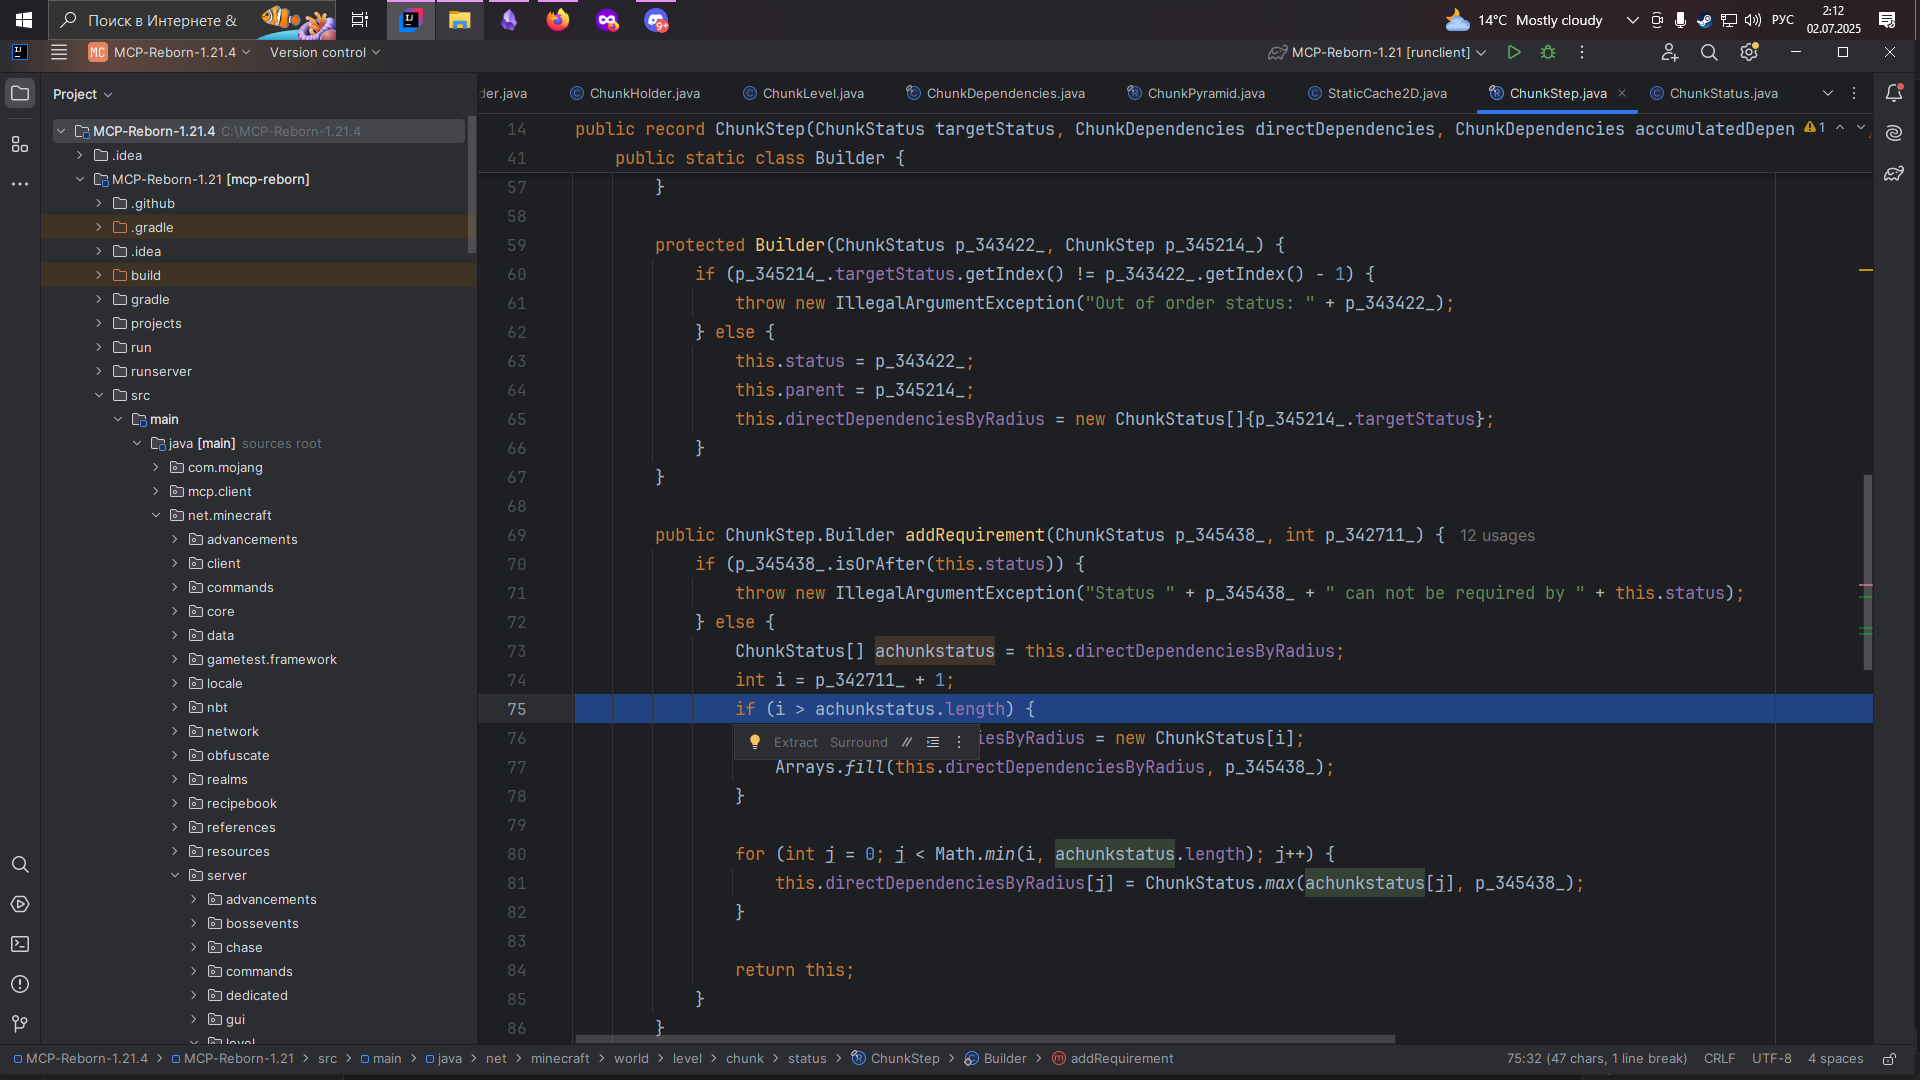 Поиск в Интернете &
9+
14°C Mostly cloudy
РУС
2:12
02.07.2025
MC MCP-Reborn-1.21.4
Version control
MCP-Reborn-1.21 [runclient]
Project
der.java
ChunkHolder.java
ChunkLevel.java
ChunkDependencies.java
ChunkPyramid.java
StaticCache2D.java
ChunkStep.java
ChunkStatus.java
MCP-Reborn-1.21.4 C:\MCP-Reborn-1.21.4
.idea
MCP-Reborn-1.21 [mcp-reborn]
.github
.gradle
.idea
build
gradle
projects
run
runserver
src
main
java [main] sources root
com.mojang
mcp.client
net.minecraft
advancements
client
commands
core
data
gametest.framework
locale
nbt
network
obfuscate
realms
recipebook
references
resources
server
advancements
bossevents
chase
commands
dedicated
gui
level
14 public record ChunkStep(ChunkStatus targetStatus, ChunkDependencies directDependencies, ChunkDependencies accumulatedDepen
1
41 public static class Builder {
57 }
58
59 protected Builder(ChunkStatus p_343422_, ChunkStep p_345214_) {
60 if (p_345214_.targetStatus.getIndex() != p_343422_.getIndex() - 1) {
61 throw new IllegalArgumentException("Out of order status: " + p_343422_);
62 } else {
63 this.status = p_343422_;
64 this.parent = p_345214_;
65 this.directDependenciesByRadius = new ChunkStatus[]{p_345214_.targetStatus};
66 }
67 }
68
69 public ChunkStep.Builder addRequirement(ChunkStatus p_345438_, int p_342711_) { 12 usages
70 if (p_345438_.isOrAfter(this.status)) {
71 throw new IllegalArgumentException("Status " + p_345438_ + " can not be required by " + this.status);
72 } else {
73 ChunkStatus[] achunkstatus = this.directDependenciesByRadius;
74 int i = p_342711_ + 1;
75 if (i > achunkstatus.length) {
76 iesByRadius = new ChunkStatus[i];
Extract Surround //
77 Arrays.fill(this.directDependenciesByRadius, p_345438_);
78 }
79
80 for (int j = 0; j < Math.min(i, achunkstatus.length); j++) {
81 this.directDependenciesByRadius[j] = ChunkStatus.max(achunkstatus[j], p_345438_);
82 }
83
84 return this;
85 }
86 }
MCP-Reborn-1.21.4 > MCP-Reborn-1.21 > src > main > java > net > minecraft > world > level > chunk > status > ChunkStep > Builder > addRequirement
75:32 (47 chars, 1 line break) CRLF UTF-8 4 spaces